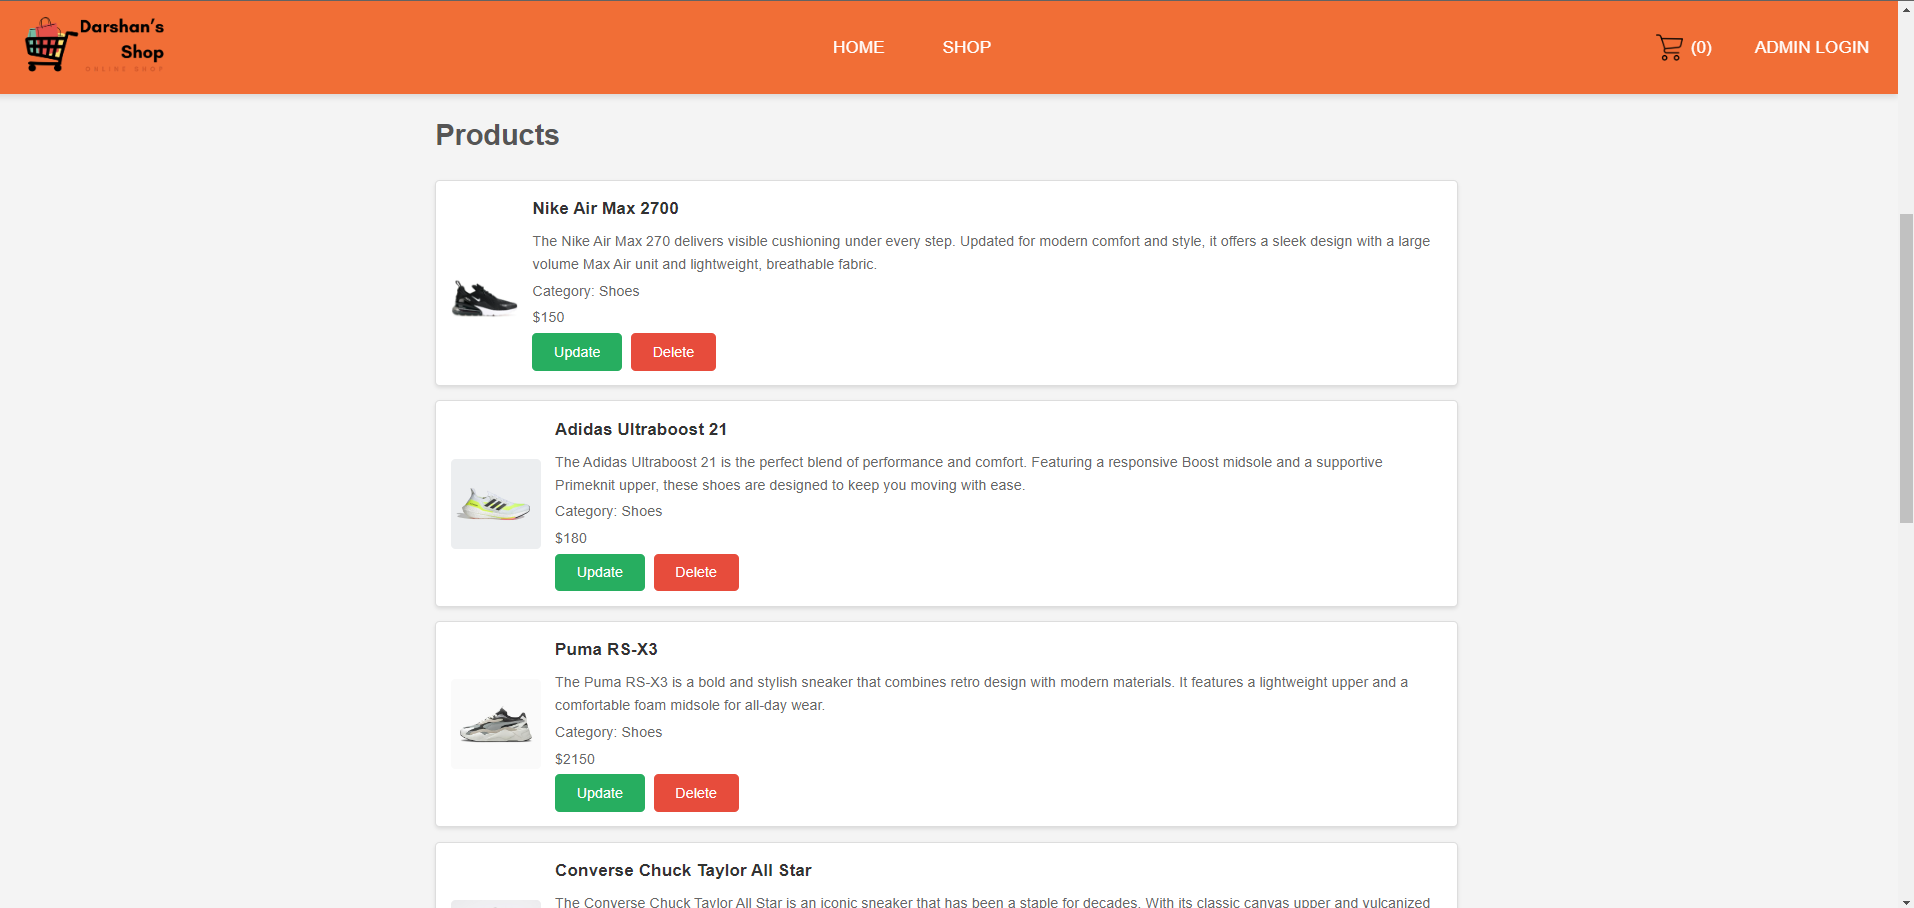 Darshan's
Shop
ONLINE SHOP
HOME
SHOP
(0)
ADMIN LOGIN
Products
Nike Air Max 2700
The Nike Air Max 270 delivers visible cushioning under every step. Updated for modern comfort and style, it offers a sleek design with a large
volume Max Air unit and lightweight, breathable fabric.
Category: Shoes
$150
Update
Delete
Adidas Ultraboost 21
The Adidas Ultraboost 21 is the perfect blend of performance and comfort. Featuring a responsive Boost midsole and a supportive
Primeknit upper, these shoes are designed to keep you moving with ease.
Category: Shoes
$180
Update
Delete
Puma RS-X3
The Puma RS-X3 is a bold and stylish sneaker that combines retro design with modern materials. It features a lightweight upper and a
comfortable foam midsole for all-day wear.
Category: Shoes
$2150
Update
Delete
Converse Chuck Taylor All Star
The Converse Chuck Taylor All Star is an iconic sneaker that has been a staple for decades. With its classic canvas upper and vulcanized